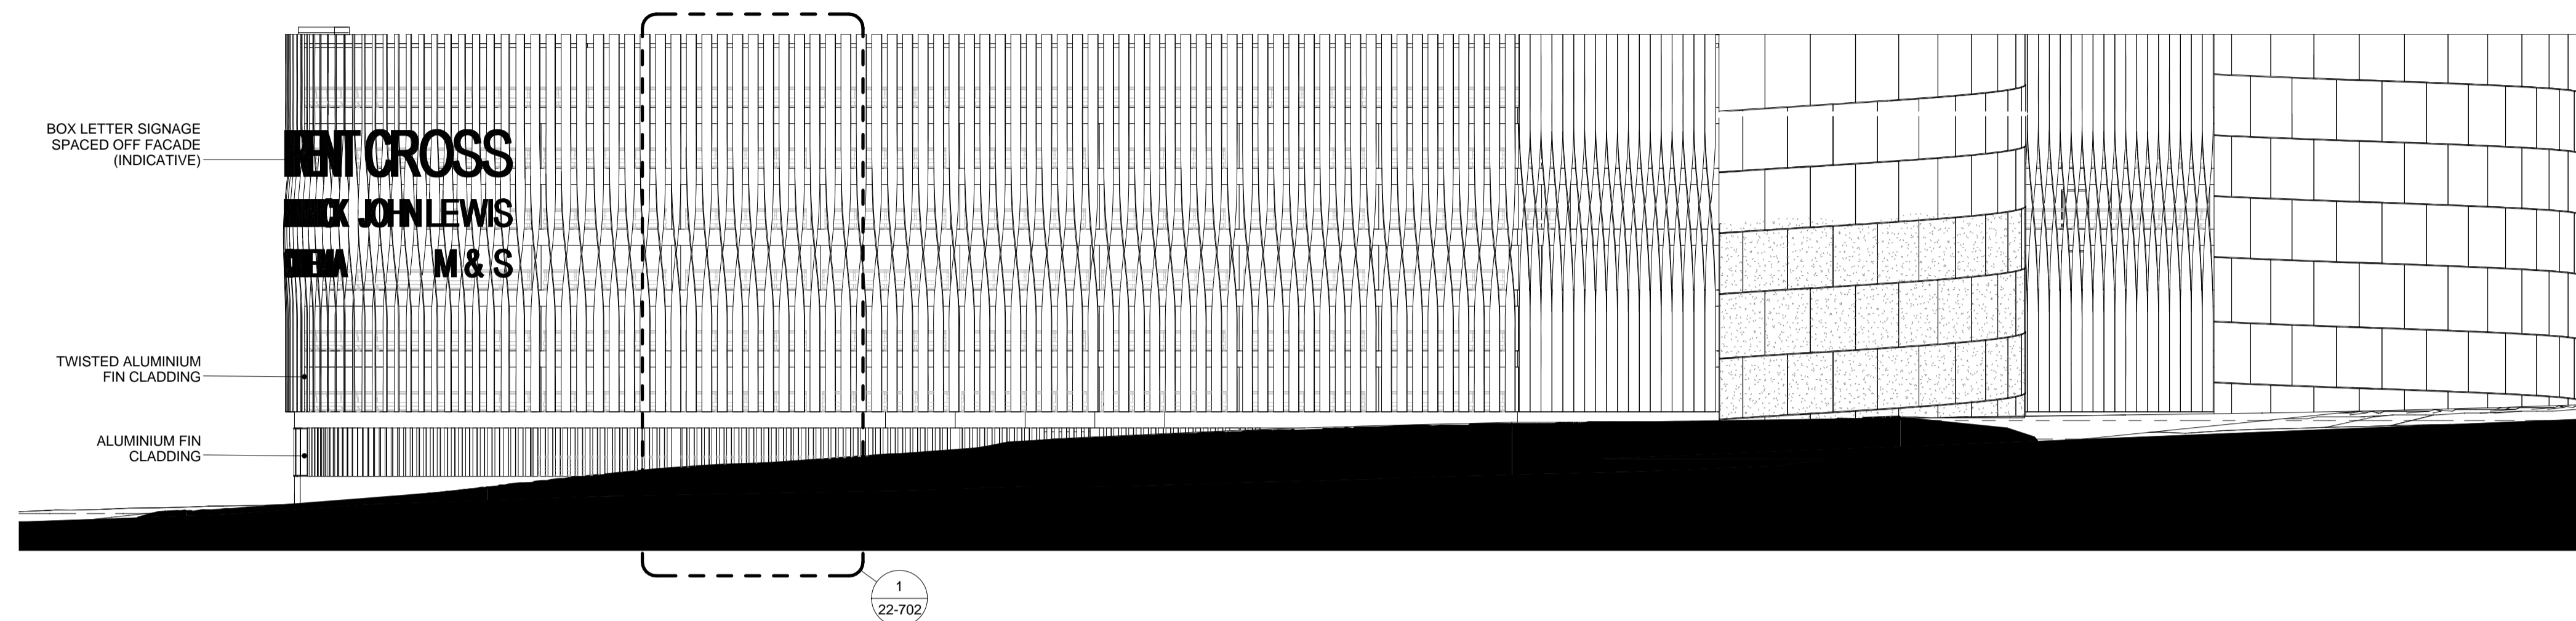 BOX LETTER SIGNAGE
SPACED OFF FACADE
(INDICATIVE)
CROSS
JOHN LEWIS
M & S
TWISTED ALUMINIUM
FIN CLADDING
ALUMINIUM FIN
CLADDING
1
22-702